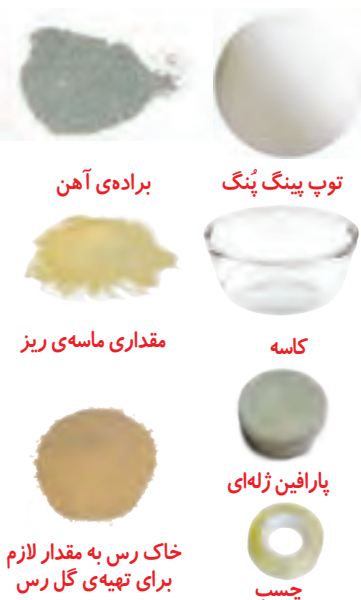 توپ پینگ پُنگ
براده‌ی آهن
کاسه
مقداری ماسه‌ی ریز
پارافین ژله‌ای
خاک رس به مقدار لازم
برای تهیه‌ی گل رس
چسب